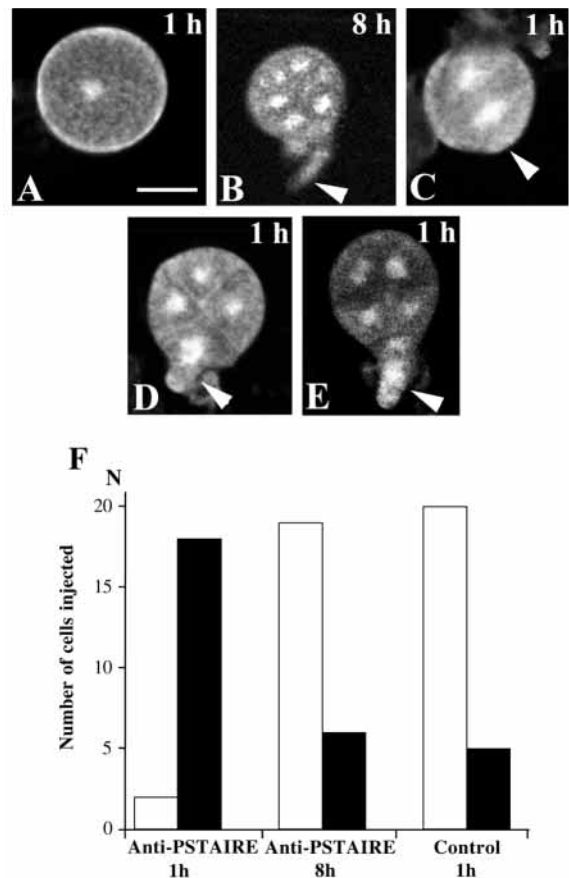 1 h
8 h
1 h
A
B
C
1 h
1 h
D
E
F
N
Number of cells injected
20
15
10
5
0
Anti-PSTAIRE
1h
Anti-PSTAIRE
8h
Control
1h